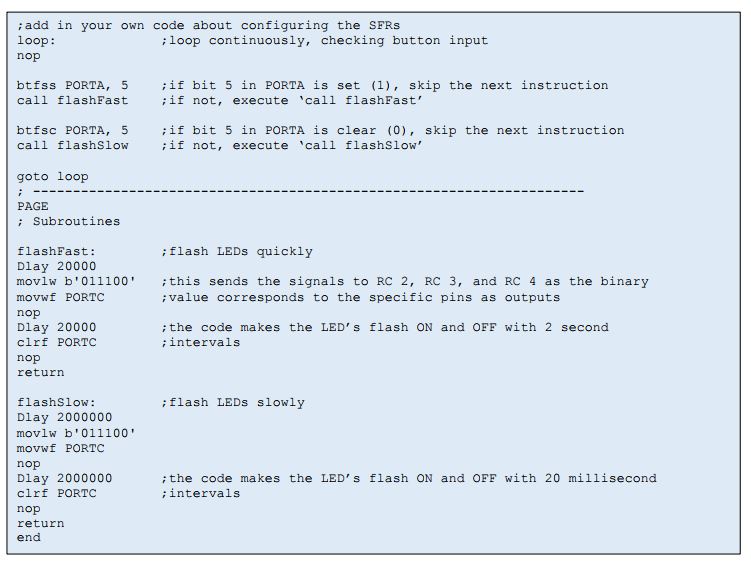 ;add in your own code about configuring the SFRs
loop: ;loop continuously, checking button input
nop
btfss PORTA, 5 ;if bit 5 in PORTA is set (1), skip the next instruction
call flashFast ;if not, execute ‘call flashFast’
btfsc PORTA, 5 ;if bit 5 in PORTA is clear (0), skip the next instruction
call flashSlow ;if not, execute ‘call flashSlow’
goto loop
; -----------------------------------------------------------------
PAGE
; Subroutines
flashFast: ;flash LEDs quickly
Dlay 20000
movlw b'011100' ;this sends the signals to RC 2, RC 3, and RC 4 as the binary
movwf PORTC ;value corresponds to the specific pins as outputs
nop
Dlay 20000 ;the code makes the LED’s flash ON and OFF with 2 second
clrf PORTC ;intervals
nop
return
flashSlow: ;flash LEDs slowly
Dlay 2000000
movlw b'011100'
movwf PORTC
nop
Dlay 2000000 ;the code makes the LED’s flash ON and OFF with 20 millisecond
clrf PORTC ;intervals
nop
return
end